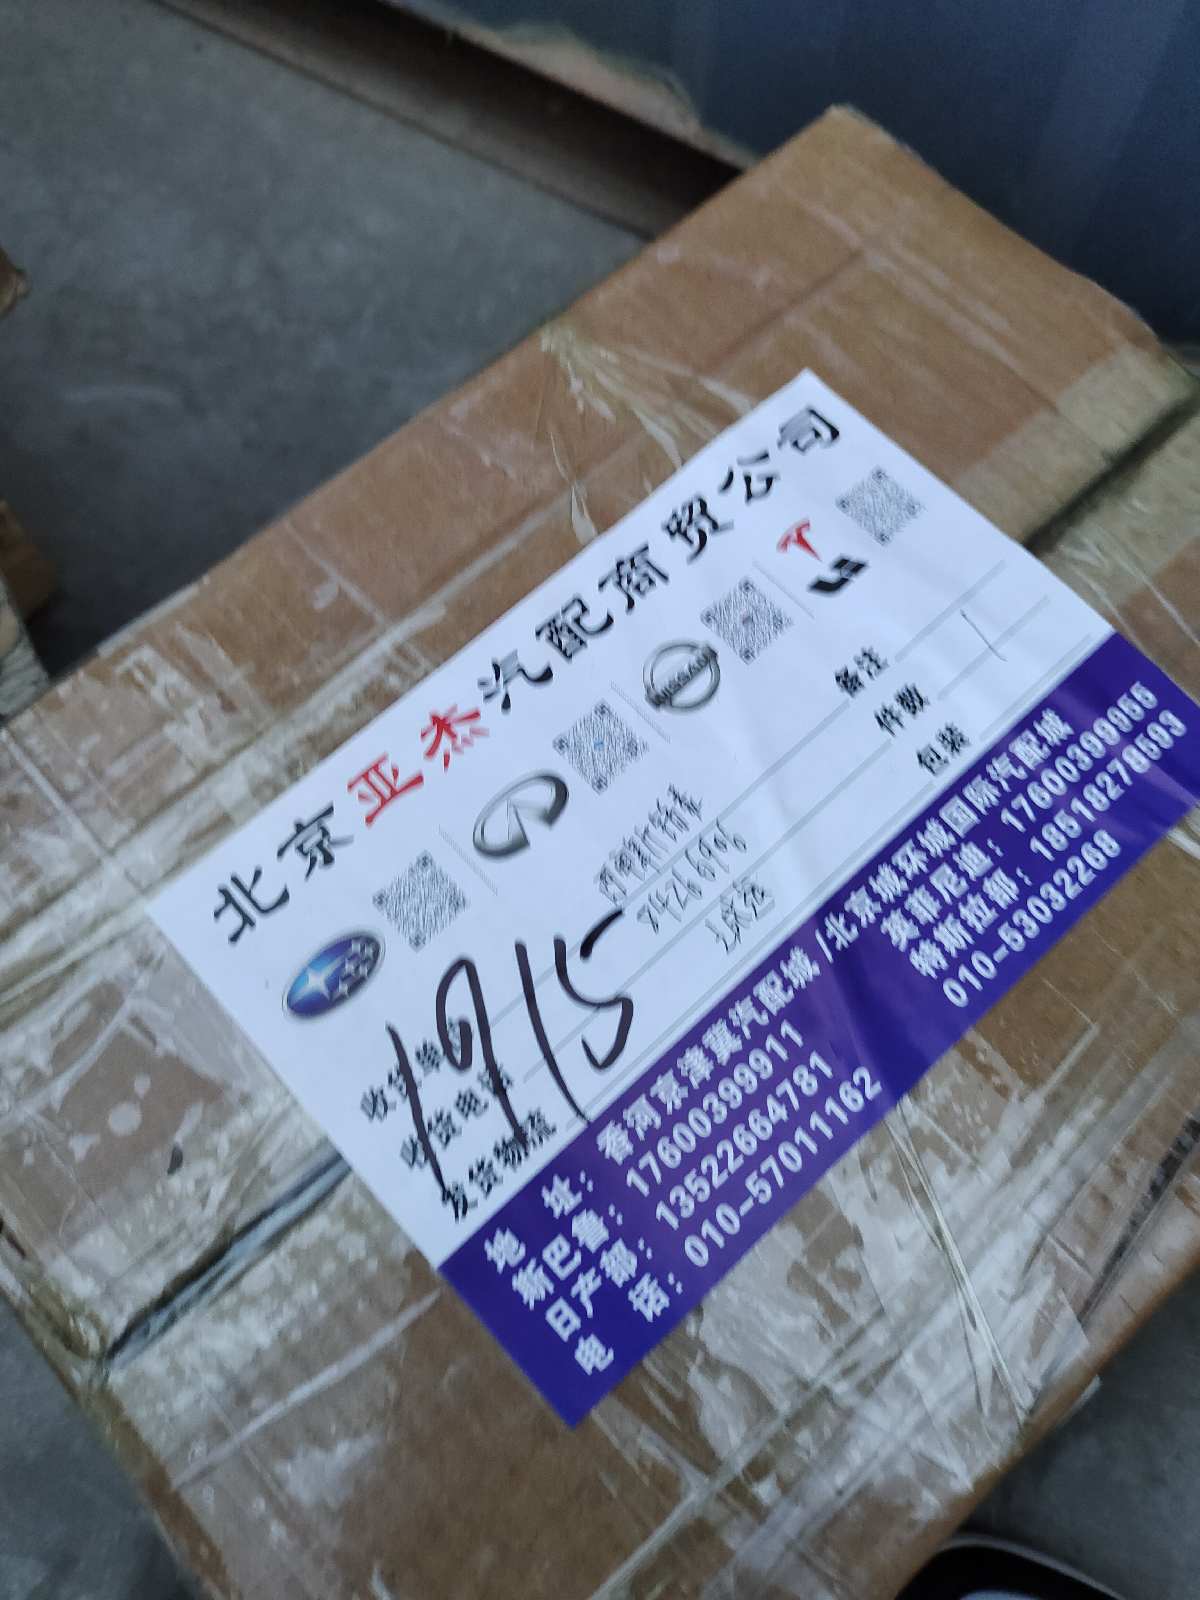 北京亚杰汽配商贸公司
NISSAN
收货单位
收货电话
发货物流
备注
件数 1
包装
地 址：香河京津冀汽配城/北京城环城国际汽配城
斯巴鲁：17600399911 英菲尼迪：17600399955
日产部：13522664781 特斯拉部：18518278593
电 话：010-57011162 010-53032268